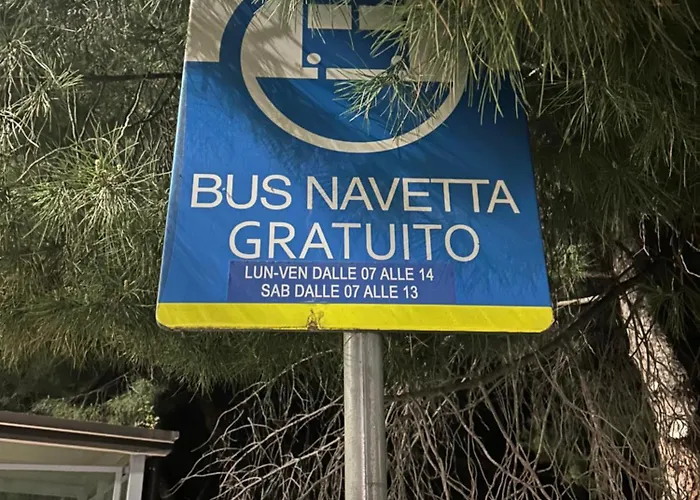 BUS NAVETTA
GRATUITO
LUN-VEN DALLE 07 ALLE 14
SAB DALLE 07 ALLE 13